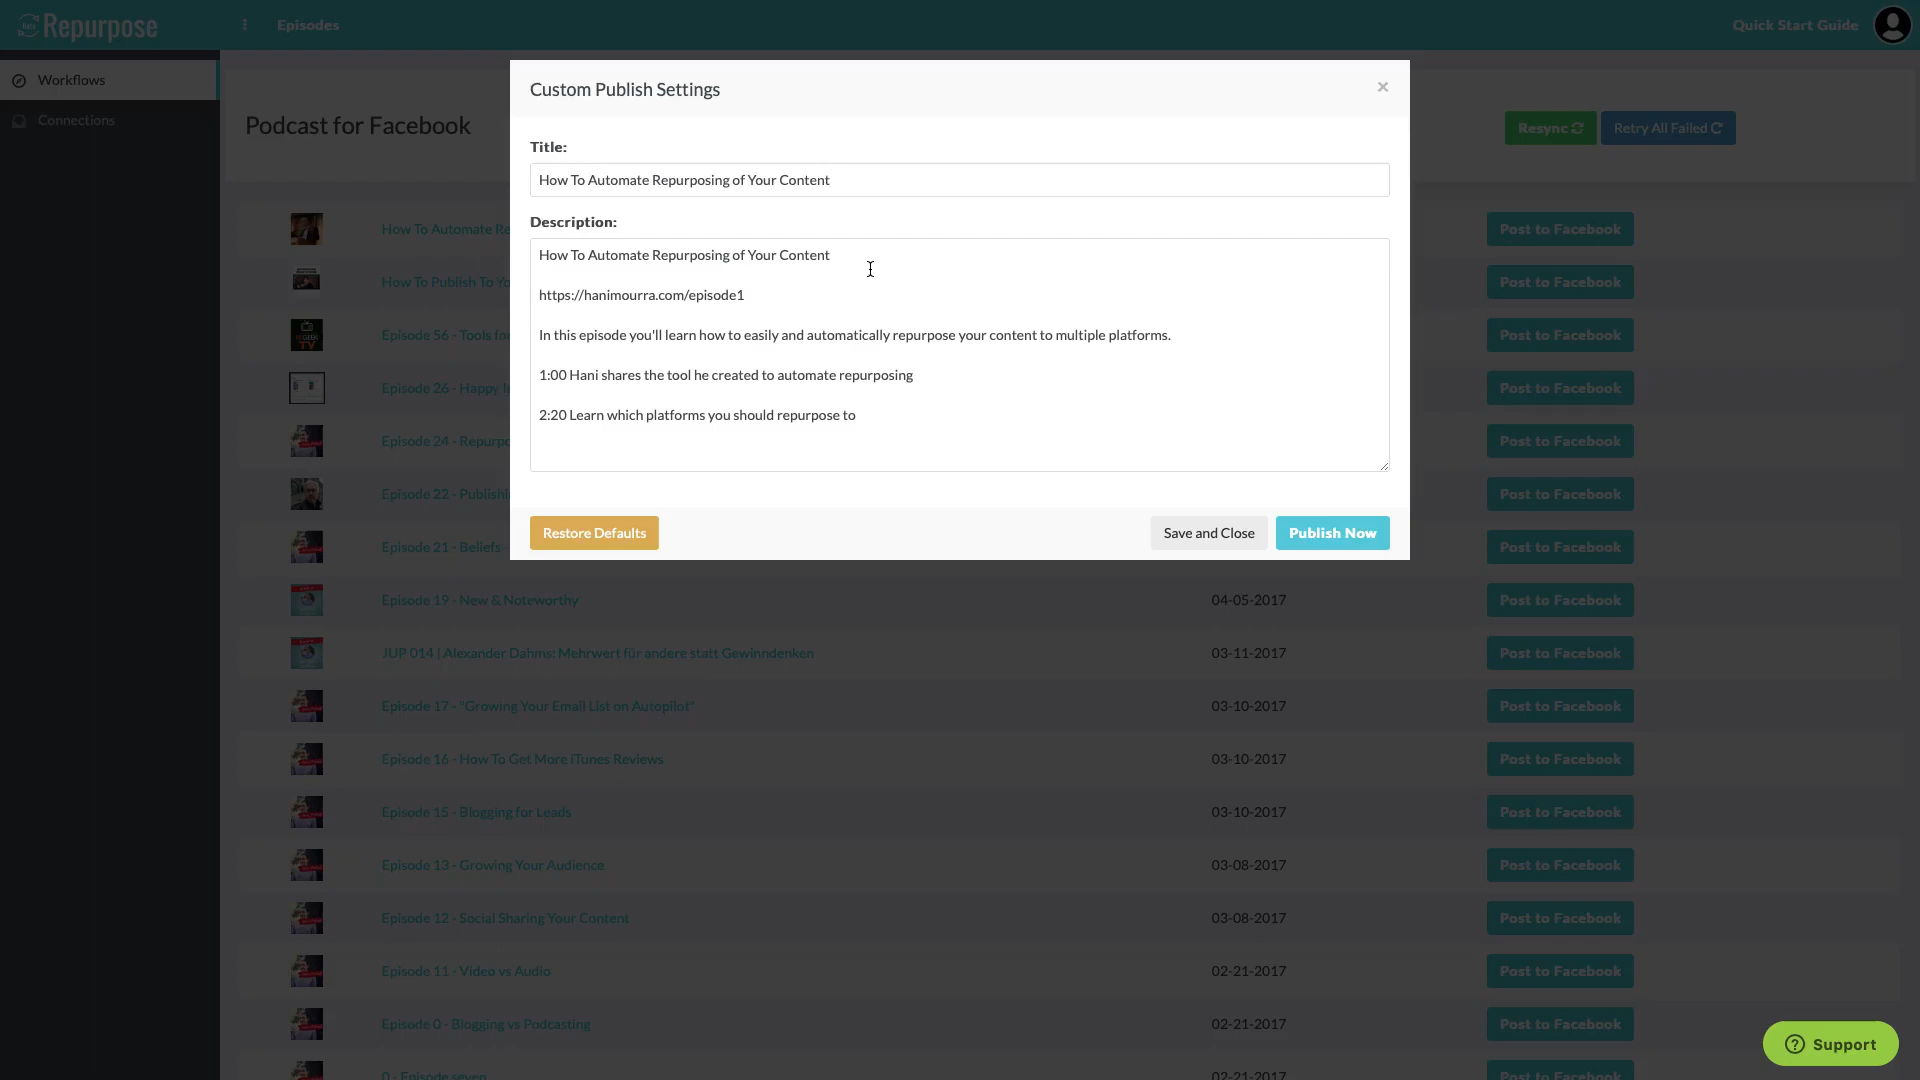 beta Repurpose
Episodes
Quick Start Guide
Workflows
Connections
Podcast for Facebook
Resync
Retry All Failed
Custom Publish Settings
×
Title:
How To Automate Repurposing of Your Content
Description:
How To Automate Repurposing of Your Content
https://hanimourra.com/episode1
In this episode you'll learn how to easily and automatically repurpose your content to multiple platforms.
1:00 Hani shares the tool he created to automate repurposing
2:20 Learn which platforms you should repurpose to
Restore Defaults
Save and Close
Publish Now
How To Automate Re
Post to Facebook
How To Publish To Yo
Post to Facebook
Episode 56 - Tools fo
Post to Facebook
Episode 26 - Happy
Post to Facebook
Episode 24 - Repurp
Post to Facebook
Episode 22 - Publish
Post to Facebook
Episode 21 - Beliefs -
Post to Facebook
Episode 19 - New & Noteworthy
04-05-2017
Post to Facebook
JUP 014 | Alexander Dahms: Mehrwert für andere statt Gewinndenken
03-11-2017
Post to Facebook
Episode 17 - "Growing Your Email List on Autopilot"
03-10-2017
Post to Facebook
Episode 16 - How To Get More iTunes Reviews
03-10-2017
Post to Facebook
Episode 15 - Blogging for Leads
03-10-2017
Post to Facebook
Episode 13 - Growing Your Audience
03-08-2017
Post to Facebook
Episode 12 - Social Sharing Your Content
03-08-2017
Post to Facebook
Episode 11 - Video vs Audio
02-21-2017
Post to Facebook
Episode 0 - Blogging vs Podcasting
02-21-2017
Post to Facebook
0 - Episode seven
02-21-2017
Post to Facebook
Support